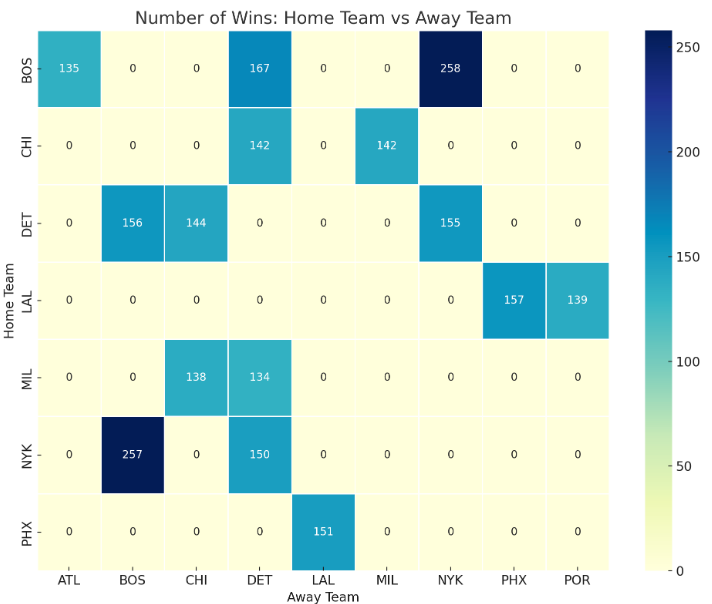 Number of Wins: Home Team vs Away Team
BOS 135 0 0 167 0 0 258 0 0
CHI 0 0 0 142 0 142 0 0 0
DET 0 156 144 0 0 0 155 0 0
LAL 0 0 0 0 0 0 0 157 139
MIL 0 0 138 134 0 0 0 0 0
NYK 0 257 0 150 0 0 0 0 0
PHX 0 0 0 0 151 0 0 0 0
Home Team
ATL BOS CHI DET LAL MIL NYK PHX POR
Away Team
250
200
150
100
50
0